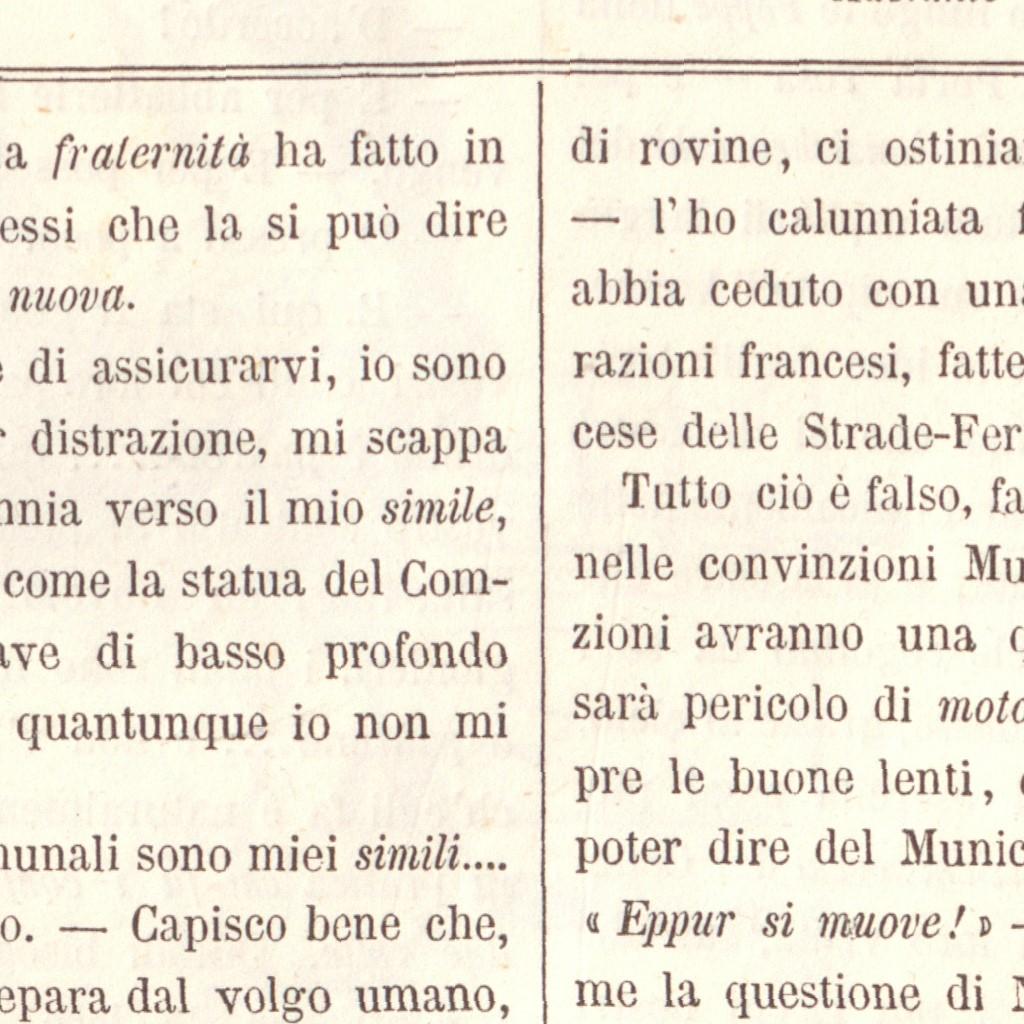 fraternità ha fatto in
essi che la si può dire
nuova.
di assicurarvi, io sono
distrazione, mi scappa
nnia verso il mio simile,
come la statua del Com-
ave di basso profondo
quantunque io non mi
munali sono miei simili....
o. — Capisco bene che,
epara dal volgo umano,
di rovine, ci ostinia
— l'ho calunniata
abbia ceduto con una
razioni francesi, fatte
cese delle Strade-Fer
Tutto ciò è falso, fa
nelle convinzioni Mu
zioni avranno una
sarà pericolo di moto
pre le buone lenti,
poter dire del Munic
« Eppur si muove! » —
me la questione di